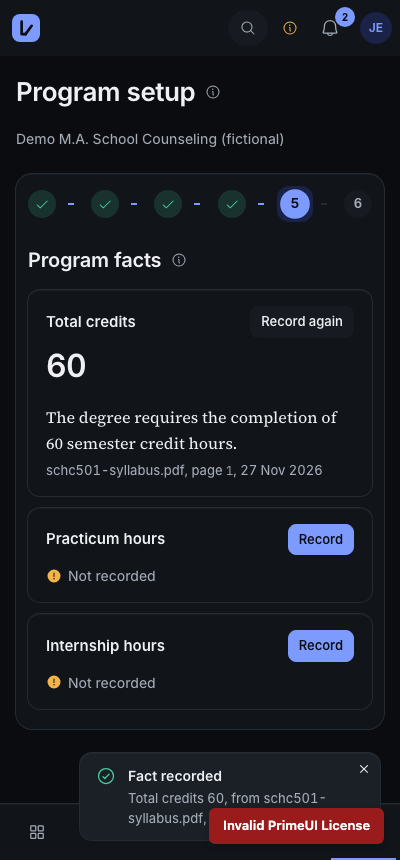 2
JE
Program setup
Demo M.A. School Counseling (fictional)
5
6
Program facts
Total credits
Record again
60
The degree requires the completion of
60 semester credit hours.
schc501-syllabus.pdf, page 1, 27 Nov 2026
Practicum hours
Record
Not recorded
Internship hours
Record
Not recorded
Fact recorded
Total credits 60, from schc501-
syllabus.pdf,
Invalid PrimeUI License